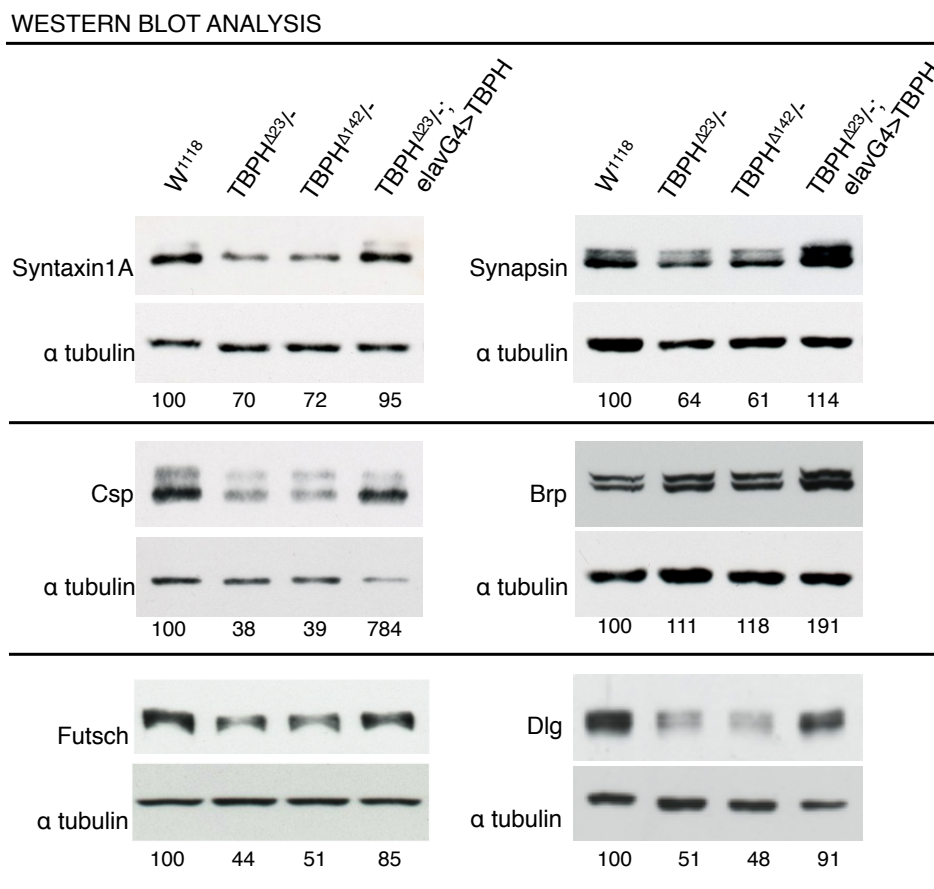 WESTERN BLOT ANALYSIS
W1118
TBPHΔ23/-
TBPHΔ142/-
TBPHΔ23/-;
elavG4>TBPH
W1118
TBPHΔ23/-
TBPHΔ142/-
TBPHΔ23/-;
elavG4>TBPH
Syntaxin1A
α tubulin
100 70 72 95
Synapsin
α tubulin
100 64 61 114
Csp
α tubulin
100 38 39 784
Brp
α tubulin
100 111 118 191
Futsch
α tubulin
100 44 51 85
Dlg
α tubulin
100 51 48 91